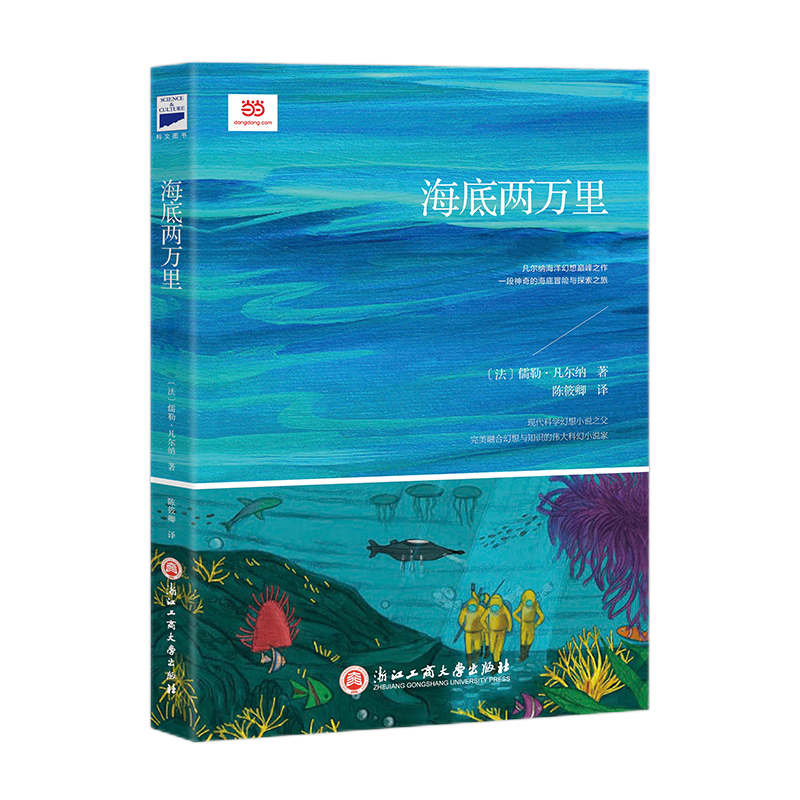 SCIENCE
&
CULTURE
科文图书
海底两万里
〔法〕儒勒·凡尔纳 著
陈筱卿 译
浙江工商大学出版社
当当
dangdang.com
海底两万里
凡尔纳海洋幻想巅峰之作
一段神奇的海底冒险与探索之旅
〔法〕儒勒·凡尔纳 著
陈筱卿 译
现代科学幻想小说之父
完美融合幻想与知识的伟大科幻小说家
浙江工商大学出版社
ZHEJIANG GONGSHANG UNIVERSITY PRESS